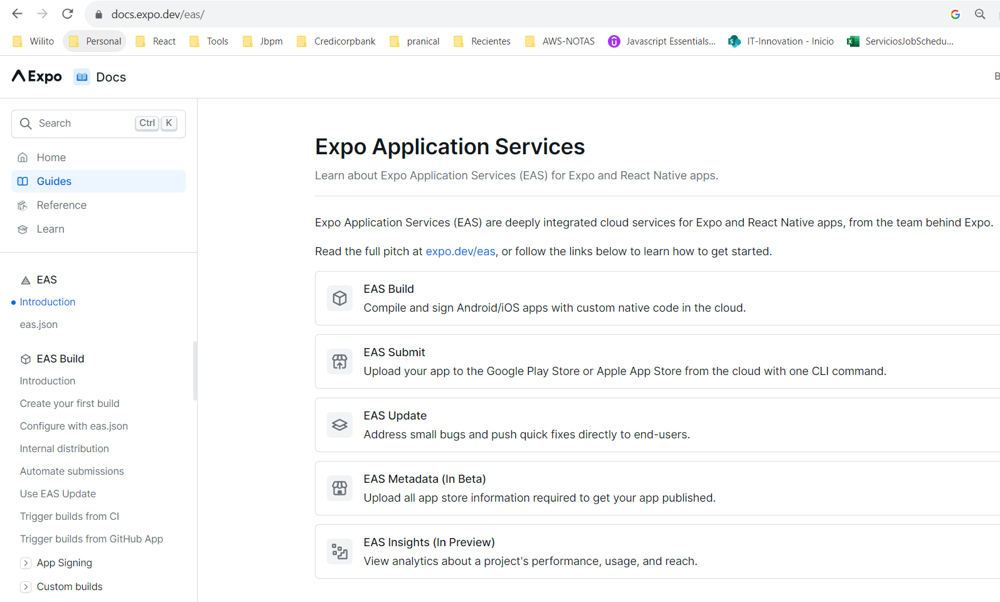 docs.expo.dev/eas/
Wilito
Personal
React
Tools
Jbpm
Credicorpbank
pranical
Recientes
AWS-NOTAS
Javascript Essentials...
IT-Innovation - Inicio
ServiciosJobSchedu...
Expo
Docs
B
Search
Ctrl
K
Home
Guides
Reference
Learn
EAS
Introduction
eas.json
EAS Build
Introduction
Create your first build
Configure with eas.json
Internal distribution
Automate submissions
Use EAS Update
Trigger builds from CI
Trigger builds from GitHub App
App Signing
Custom builds
Expo Application Services
Learn about Expo Application Services (EAS) for Expo and React Native apps.
Expo Application Services (EAS) are deeply integrated cloud services for Expo and React Native apps, from the team behind Expo.
Read the full pitch at expo.dev/eas, or follow the links below to learn how to get started.
EAS Build
Compile and sign Android/iOS apps with custom native code in the cloud.
EAS Submit
Upload your app to the Google Play Store or Apple App Store from the cloud with one CLI command.
EAS Update
Address small bugs and push quick fixes directly to end-users.
EAS Metadata (In Beta)
Upload all app store information required to get your app published.
EAS Insights (In Preview)
View analytics about a project's performance, usage, and reach.